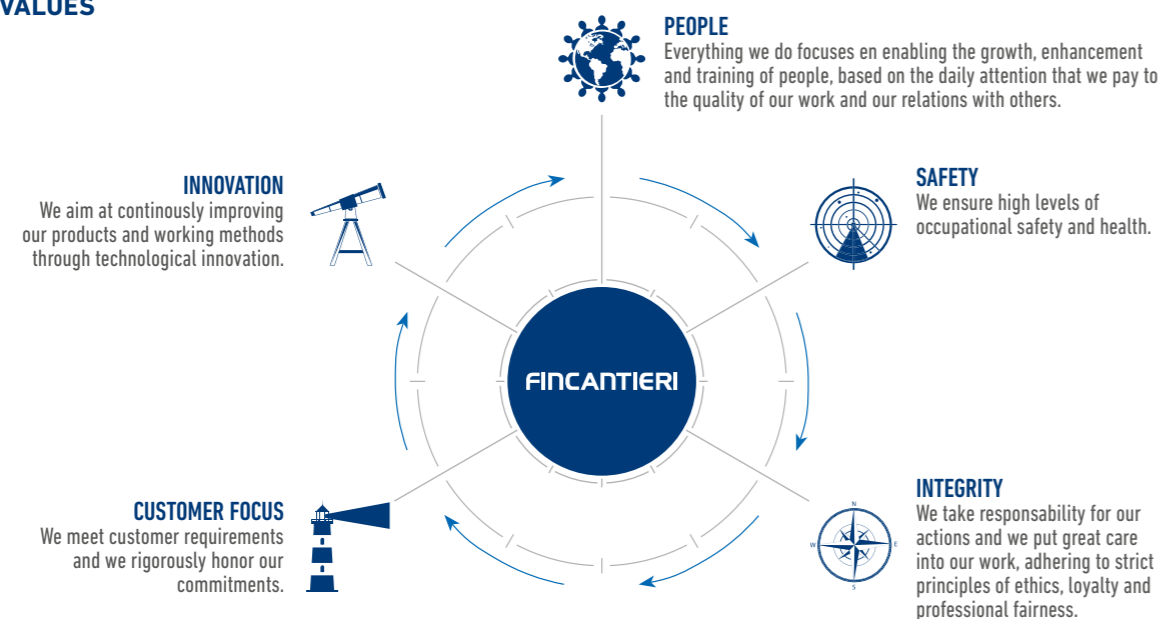 VALUES
PEOPLE
Everything we do focuses en enabling the growth, enhancement
and training of people, based on the daily attention that we pay to
the quality of our work and our relations with others.
INNOVATION
We aim at continously improving
our products and working methods
through technological innovation.
SAFETY
We ensure high levels of
occupational safety and health.
FINCANTIERI
CUSTOMER FOCUS
We meet customer requirements
and we rigorously honor our
commitments.
INTEGRITY
We take responsability for our
actions and we put great care
into our work, adhering to strict
principles of ethics, loyalty and
professional fairness.
N
W
E
S